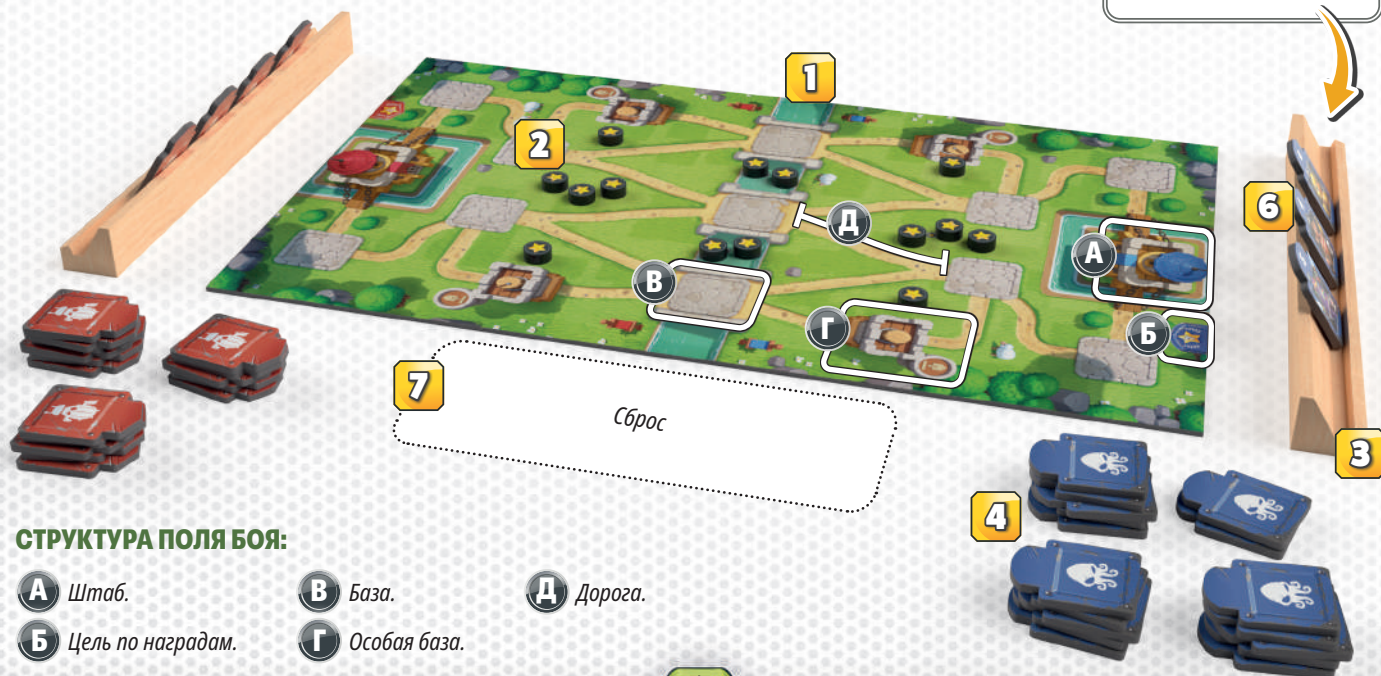 1
2
Д
6
А
В
Г
Б
7
Сброс
3
4
СТРУКТУРА ПОЛЯ БОЯ:
А Штаб.
В База.
Д Дорога.
Б Цель по наградам.
Г Особая база.